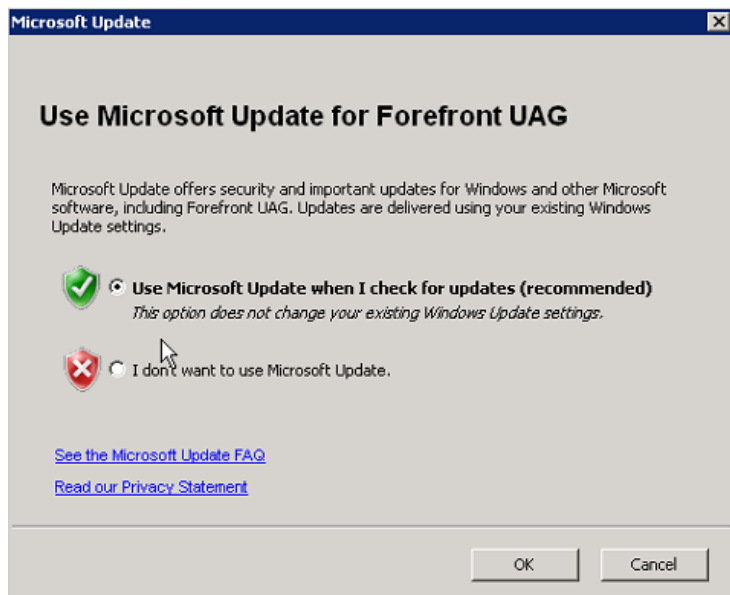 Microsoft Update
Use Microsoft Update for Forefront UAG
Microsoft Update offers security and important updates for Windows and other Microsoft
software, including Forefront UAG. Updates are delivered using your existing Windows
Update settings.
Use Microsoft Update when I check for updates (recommended)
This option does not change your existing Windows Update settings.
I don't want to use Microsoft Update.
See the Microsoft Update FAQ
Read our Privacy Statement
OK Cancel